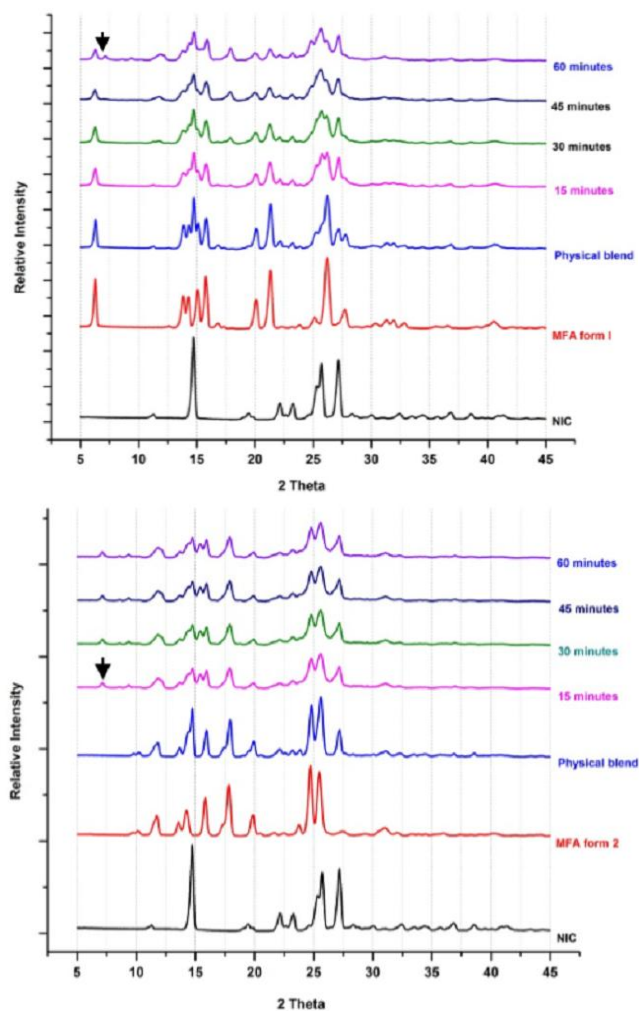 60 minutes
45 minutes
30 minutes
15 minutes
Physical blend
MFA form I
NIC
Relative Intensity
5 10 15 20 25 30 35 40 45
2 Theta
60 minutes
45 minutes
30 minutes
15 minutes
Physical blend
MFA form 2
NIC
Relative Intensity
5 10 15 20 25 30 35 40 45
2 Theta